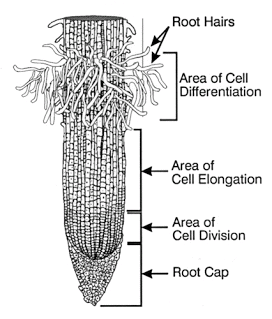 Root Hairs
Area of Cell
Differentiation
Area of
Cell Elongation
Area of
Cell Division
Root Cap